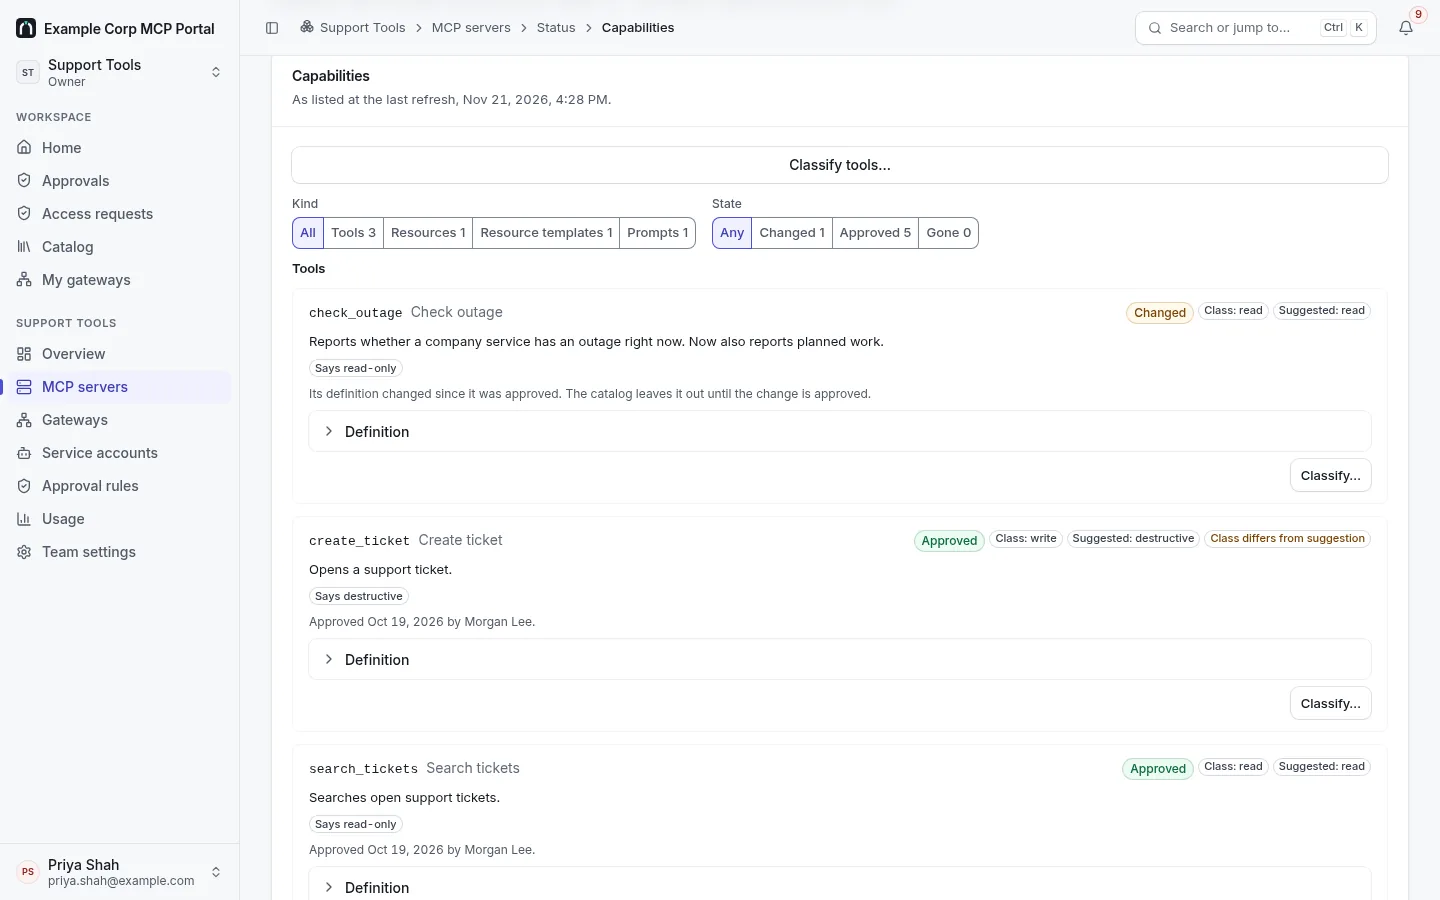 Example Corp MCP Portal
ST
Support Tools
Owner
WORKSPACE
Home
Approvals
Access requests
Catalog
My gateways
SUPPORT TOOLS
Overview
MCP servers
Gateways
Service accounts
Approval rules
Usage
Team settings
PS
Priya Shah
priya.shah@example.com
Support Tools > MCP servers > Status > Capabilities
Search or jump to... Ctrl K
9
Capabilities
As listed at the last refresh, Nov 21, 2026, 4:28 PM.
Classify tools...
Kind
All Tools 3 Resources 1 Resource templates 1 Prompts 1
State
Any Changed 1 Approved 5 Gone 0
Tools
check_outage Check outage
Changed Class: read Suggested: read
Reports whether a company service has an outage right now. Now also reports planned work.
Says read-only
Its definition changed since it was approved. The catalog leaves it out until the change is approved.
Definition
Classify...
create_ticket Create ticket
Approved Class: write Suggested: destructive Class differs from suggestion
Opens a support ticket.
Says destructive
Approved Oct 19, 2026 by Morgan Lee.
Definition
Classify...
search_tickets Search tickets
Approved Class: read Suggested: read
Searches open support tickets.
Says read-only
Approved Oct 19, 2026 by Morgan Lee.
Definition